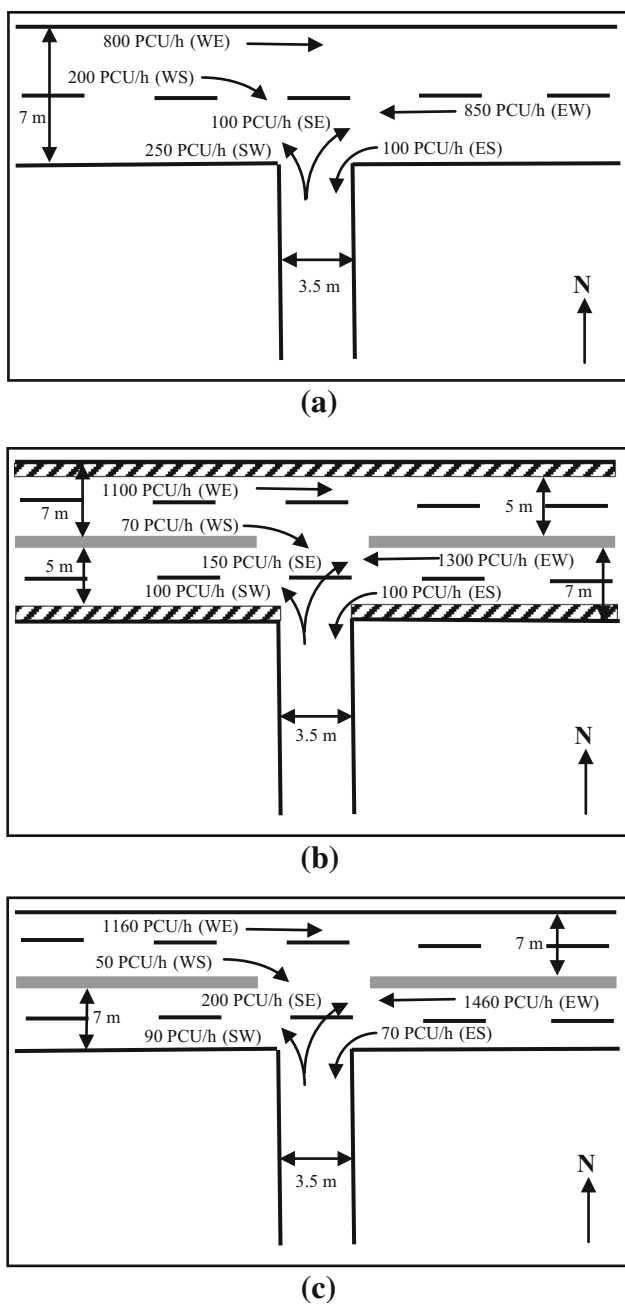 800 PCU/h (WE)
200 PCU/h (WS)
7 m
100 PCU/h (SE)
850 PCU/h (EW)
250 PCU/h (SW)
100 PCU/h (ES)
3.5 m
N
(a)
1100 PCU/h (WE)
7 m
5 m
70 PCU/h (WS)
150 PCU/h (SE)
1300 PCU/h (EW)
5 m
100 PCU/h (SW)
100 PCU/h (ES)
7 m
3.5 m
N
(b)
1160 PCU/h (WE)
7 m
50 PCU/h (WS)
200 PCU/h (SE)
1460 PCU/h (EW)
7 m
90 PCU/h (SW)
70 PCU/h (ES)
3.5 m
N
(c)